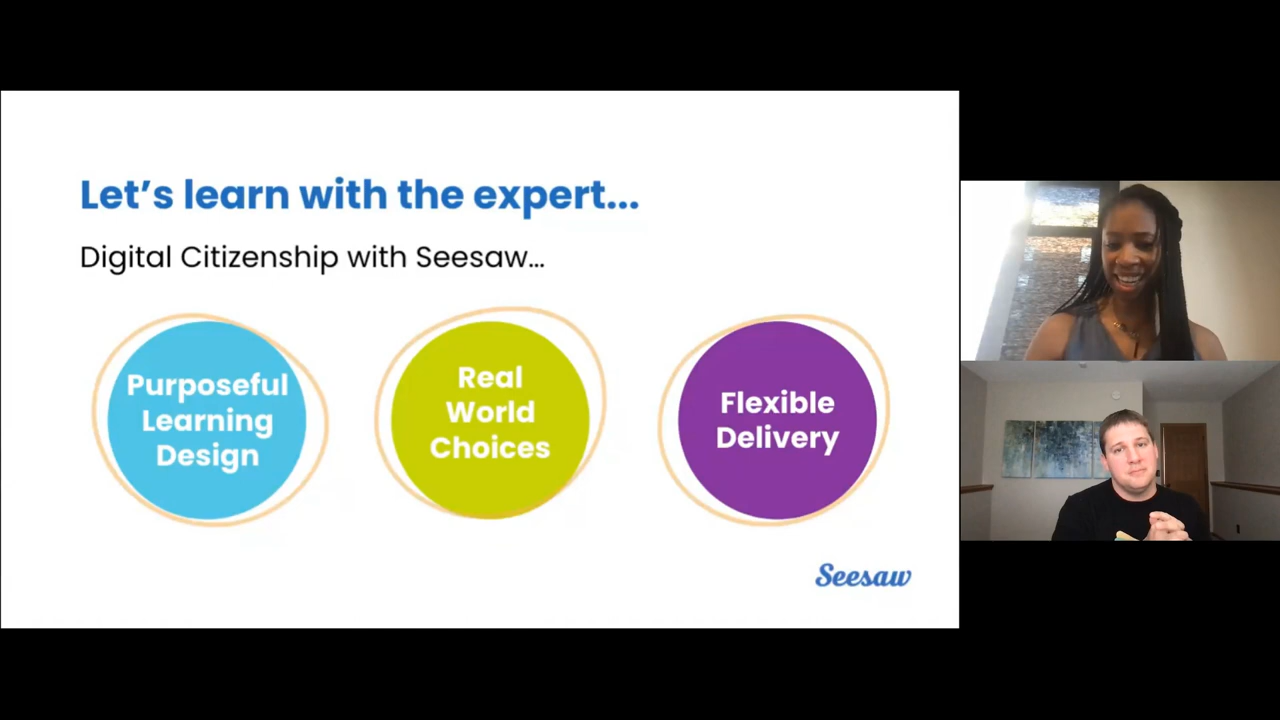 Let's learn with the expert...
Digital Citizenship with Seesaw...
Purposeful
Learning
Design
Real
World
Choices
Flexible
Delivery
Seesaw